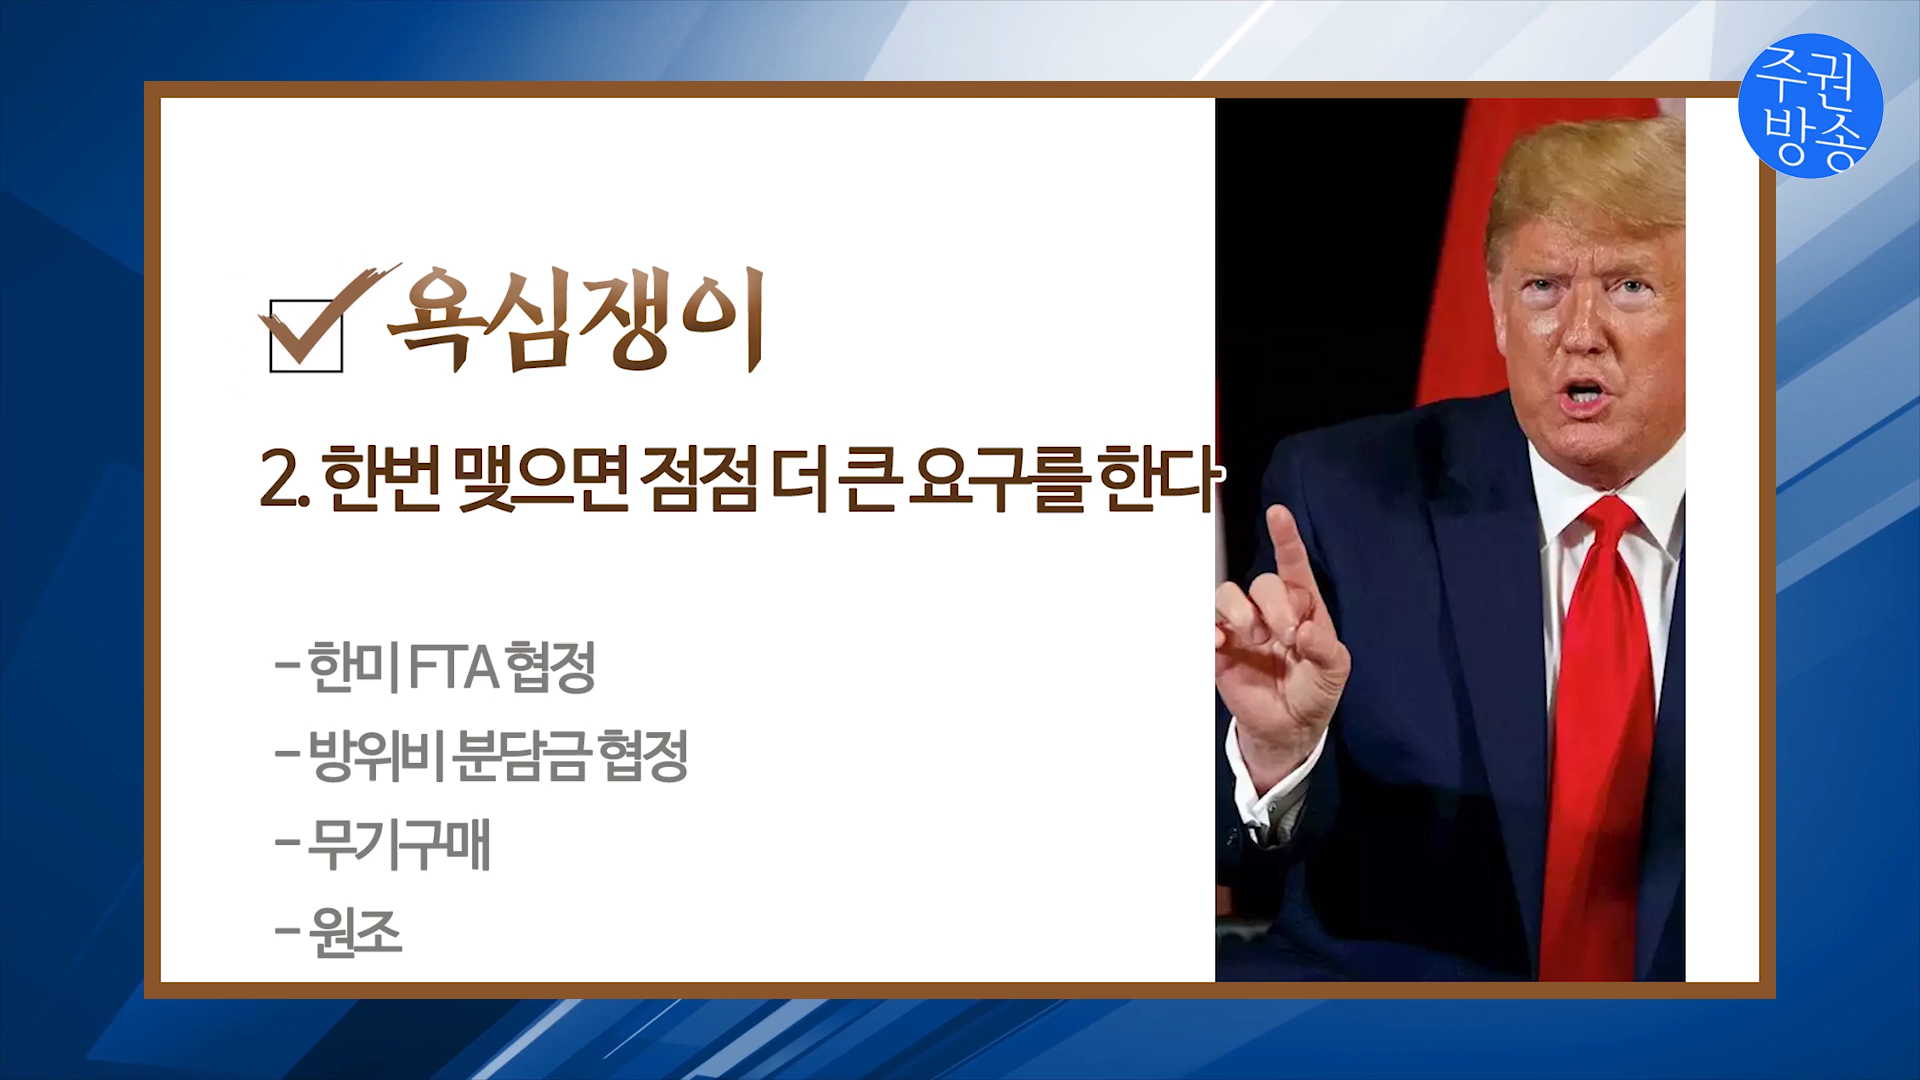 주권
방송
욕심쟁이
2. 한번 맺으면 점점 더 큰 요구를 한다
- 한미 FTA 협정
- 방위비 분담금 협정
- 무기구매
- 원조